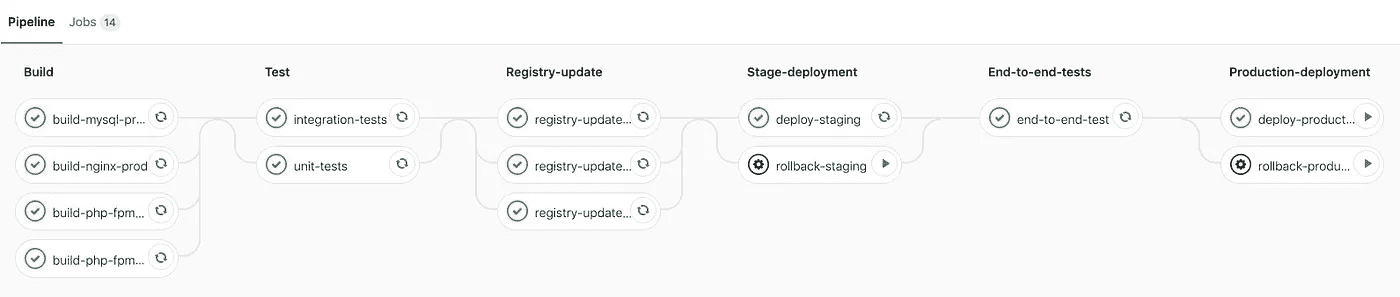 Pipeline Jobs 14
Build Test Registry-update Stage-deployment End-to-end-tests Production-deployment
build-mysql-pr... integration-tests registry-update... deploy-staging end-to-end-test deploy-product...
build-nginx-prod unit-tests registry-update... rollback-staging rollback-produ...
build-php-fpm... registry-update...
build-php-fpm...